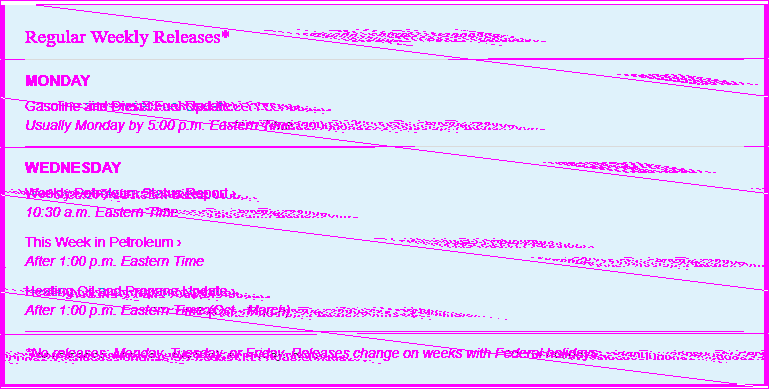 Regular Weekly Releases*
MONDAY
Gasoline and Diesel Fuel Update
Usually Monday by 5:00 p.m. Eastern Time
WEDNESDAY
Weekly Petroleum Status Report ›
10:30 a.m. Eastern Time
This Week in Petroleum ›
After 1:00 p.m. Eastern Time
Heating Oil and Propane Update ›
After 1:00 p.m. Eastern Time (Oct - March)
*No releases: Monday, Tuesday, or Friday. Releases change on weeks with Federal holidays.